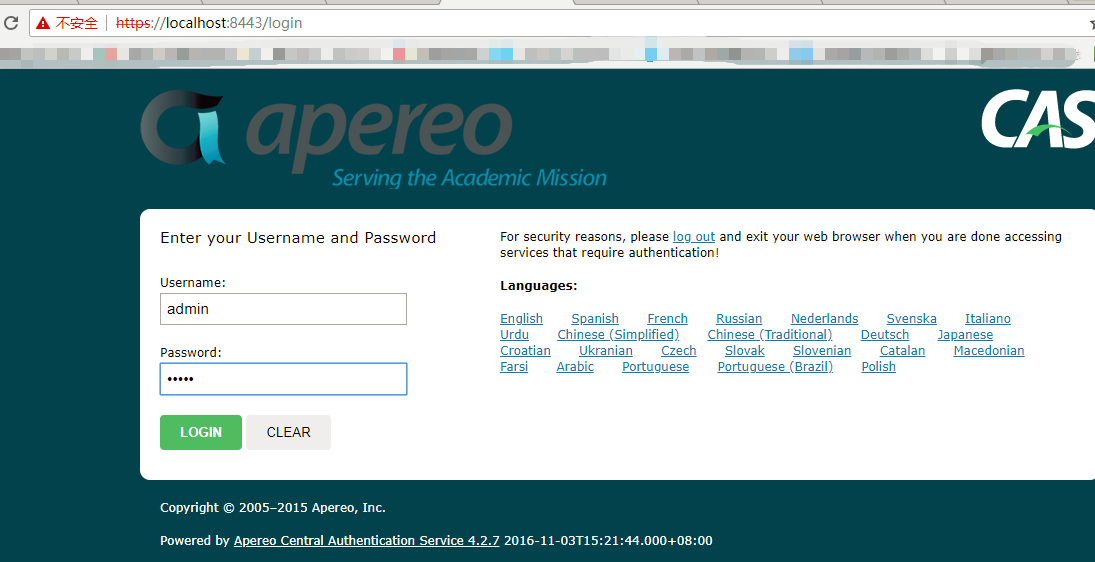 不安全 https://localhost:8443/login
apereo
Serving the Academic Mission
CAS
Enter your Username and Password
Username:
admin
Password:
•••••
LOGIN CLEAR
For security reasons, please log out and exit your web browser when you are done accessing
services that require authentication!
Languages:
English Spanish French Russian Nederlands Svenska Italiano
Urdu Chinese (Simplified) Chinese (Traditional) Deutsch Japanese
Croatian Ukranian Czech Slovak Slovenian Catalan Macedonian
Farsi Arabic Portuguese Portuguese (Brazil) Polish
Copyright © 2005–2015 Apereo, Inc.
Powered by Apereo Central Authentication Service 4.2.7 2016-11-03T15:21:44.000+08:00